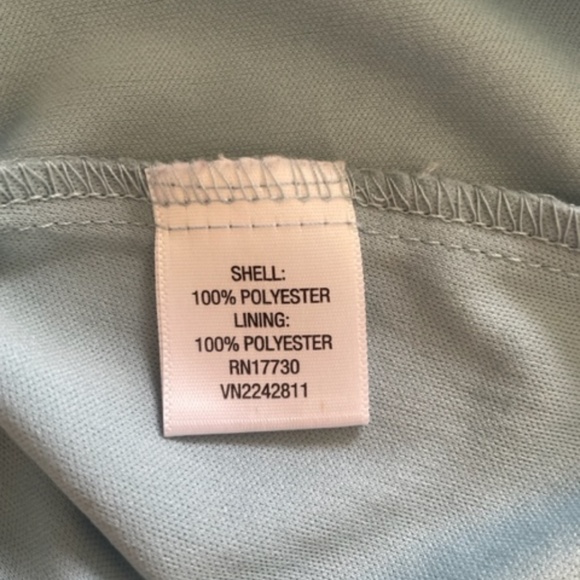 SHELL:
100% POLYESTER
LINING:
100% POLYESTER
RN17730
VN2242811